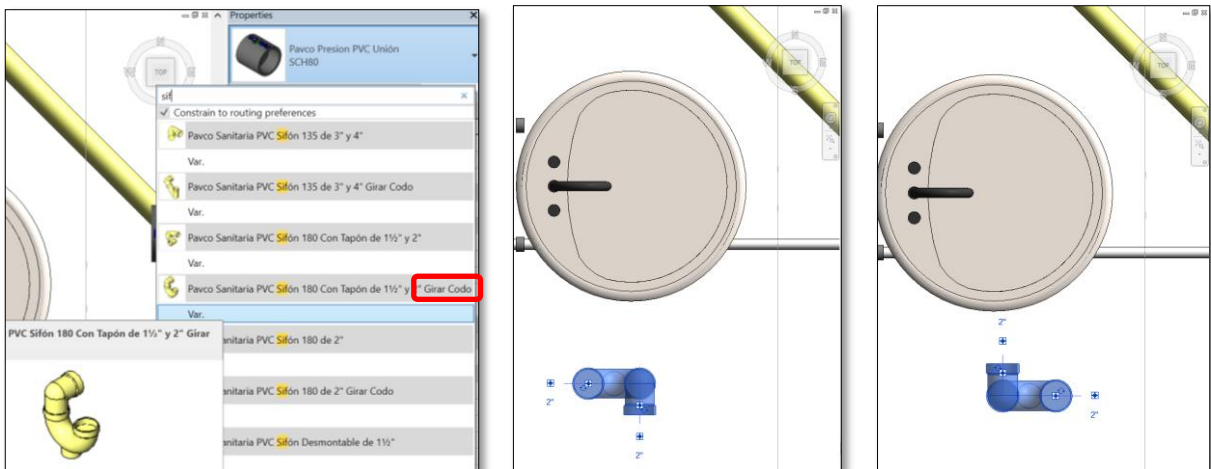 Properties
Pavco Presion PVC Unión
SCH80
TOP
sif
Constrain to routing preferences
Pavco Sanitaria PVC Sifón 135 de 3" y 4"
Var.
Pavco Sanitaria PVC Sifón 135 de 3" y 4" Girar Codo
Var.
Pavco Sanitaria PVC Sifón 180 Con Tapón de 1½" y 2"
Var.
Pavco Sanitaria PVC Sifón 180 Con Tapón de 1½" y 2" Girar Codo
Var.
PVC Sifón 180 Con Tapón de 1½" y 2" Girar
anitaria PVC Sifón 180 de 2"
anitaria PVC Sifón 180 de 2" Girar Codo
anitaria PVC Sifón Desmontable de 1½"
TOP
2"
2"
TOP
2"
2"